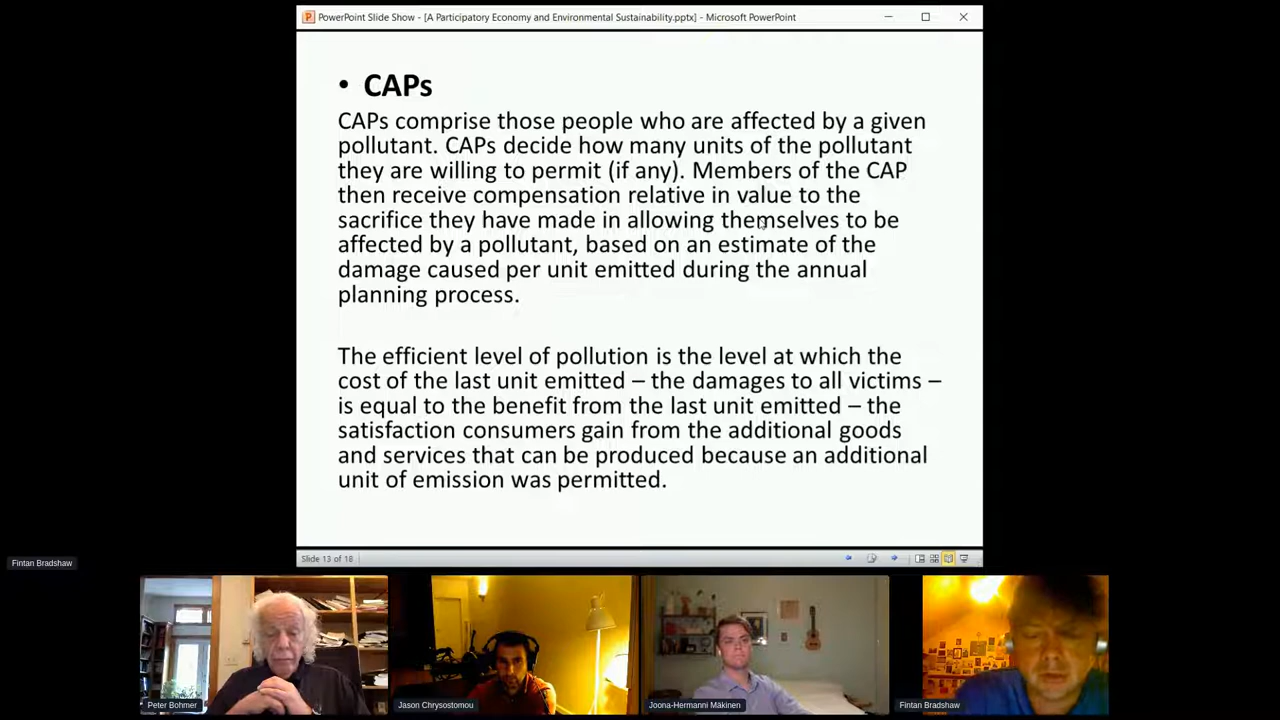 PowerPoint Slide Show - [A Participatory Economy and Environmental Sustainability.pptx] - Microsoft PowerPoint
• CAPs
CAPs comprise those people who are affected by a given
pollutant. CAPs decide how many units of the pollutant
they are willing to permit (if any). Members of the CAP
then receive compensation relative in value to the
sacrifice they have made in allowing themselves to be
affected by a pollutant, based on an estimate of the
damage caused per unit emitted during the annual
planning process.
The efficient level of pollution is the level at which the
cost of the last unit emitted – the damages to all victims –
is equal to the benefit from the last unit emitted – the
satisfaction consumers gain from the additional goods
and services that can be produced because an additional
unit of emission was permitted.
Slide 13 of 18
Fintan Bradshaw
Peter Bohmer
Jason Chrysostomou
Joona-Hermanni Mäkinen
Fintan Bradshaw